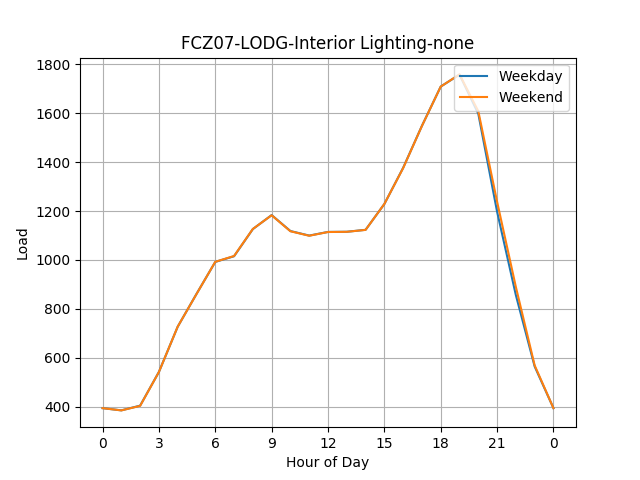 FCZ07-LODG-Interior Lighting-none
Weekday
Weekend
Load
1800
1600
1400
1200
1000
800
600
400
0 3 6 9 12 15 18 21 0
Hour of Day